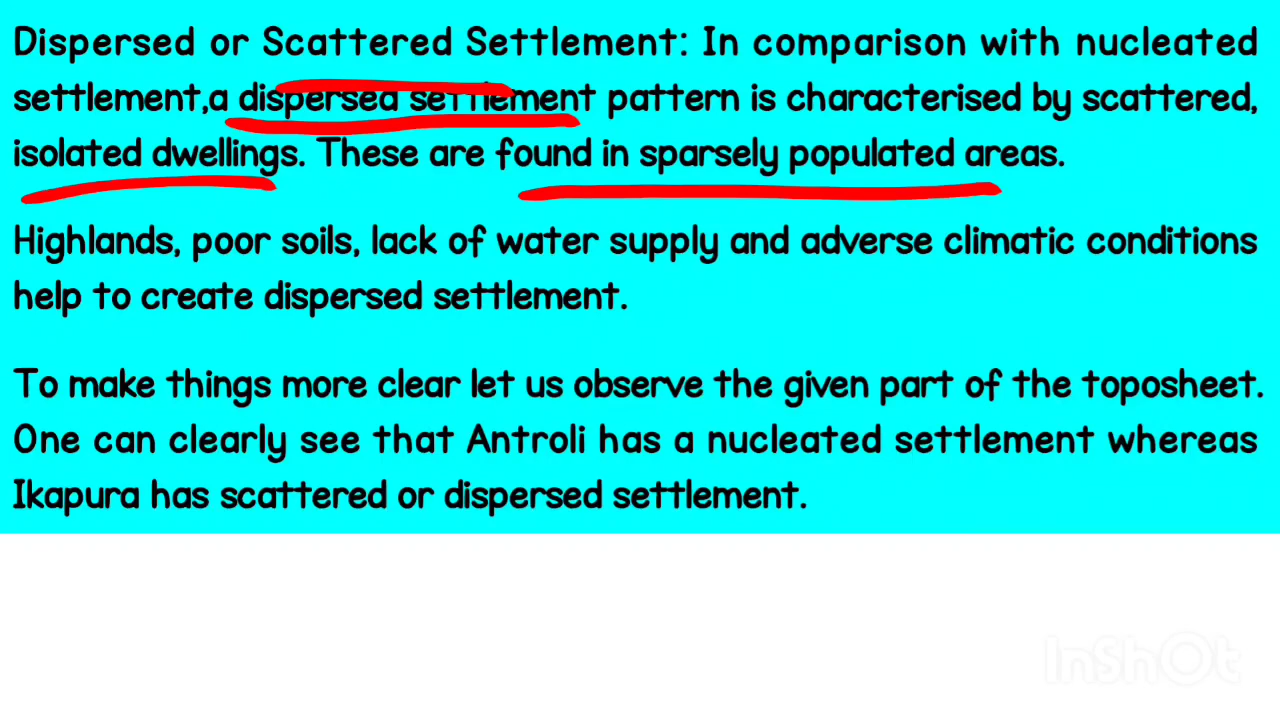 Dispersed or Scattered Settlement: In comparison with nucleated
settlement,a dispersed settlement pattern is characterised by scattered,
isolated dwellings. These are found in sparsely populated areas.
Highlands, poor soils, lack of water supply and adverse climatic conditions
help to create dispersed settlement.
To make things more clear let us observe the given part of the toposheet.
One can clearly see that Antroli has a nucleated settlement whereas
Ikapura has scattered or dispersed settlement.
InShOt